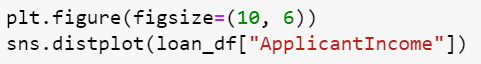 plt.figure(figsize=(10, 6))
sns.distplot(loan_df["ApplicantIncome"])